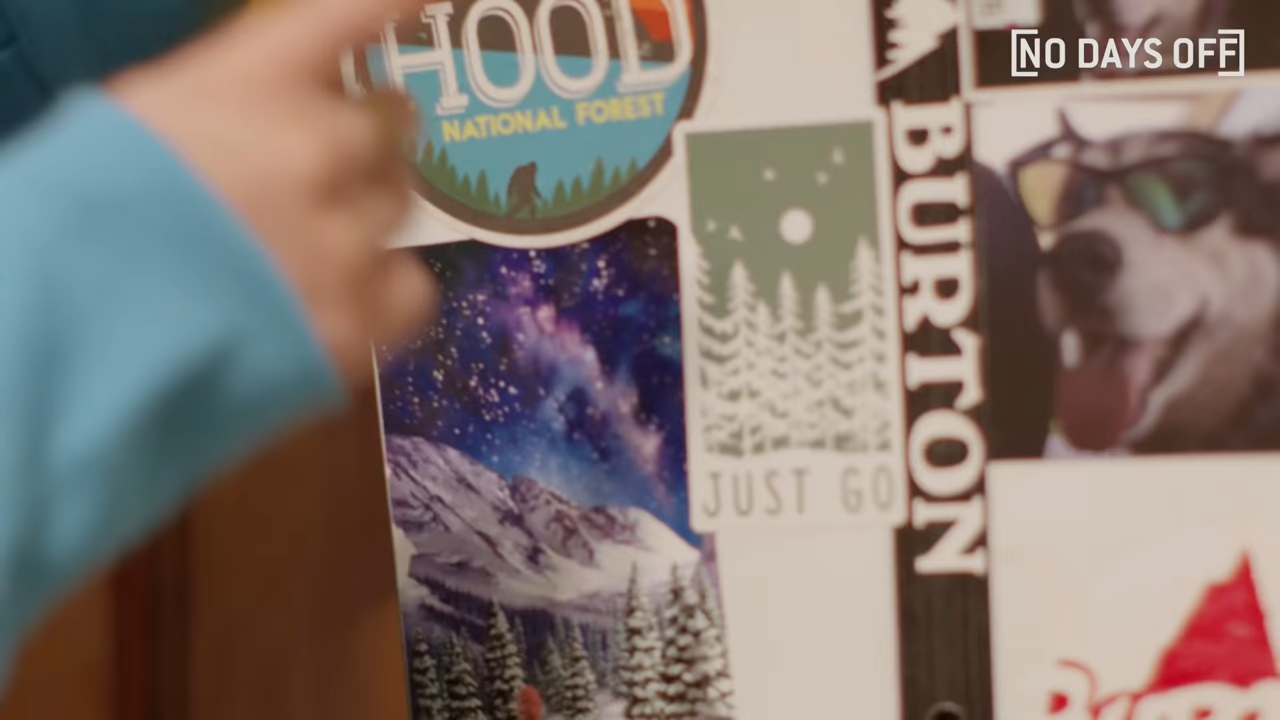 HOOD
NATIONAL FOREST
JUST GO
BURTON
[NO DAYS OFF]